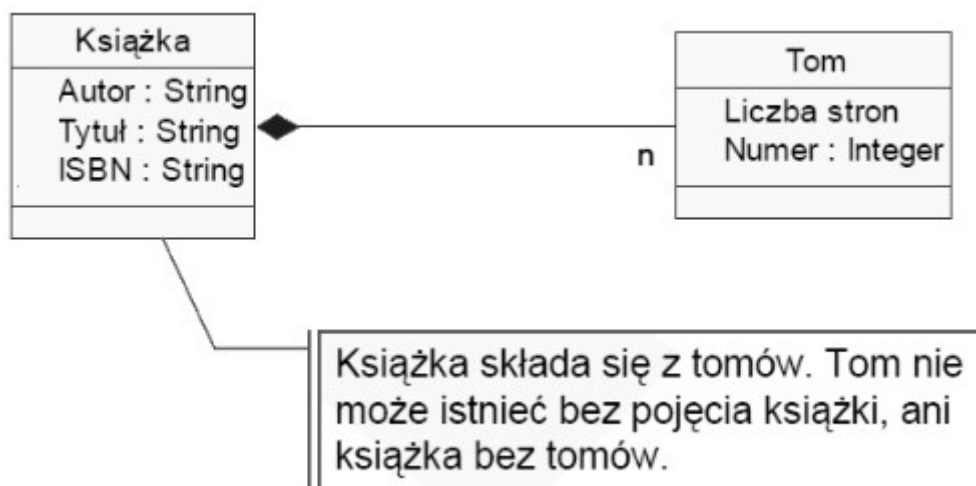 Książka
Autor : String
Tytuł : String
ISBN : String
Tom
Liczba stron
Numer : Integer
n
Książka składa się z tomów. Tom nie
może istnieć bez pojęcia książki, ani
książka bez tomów.